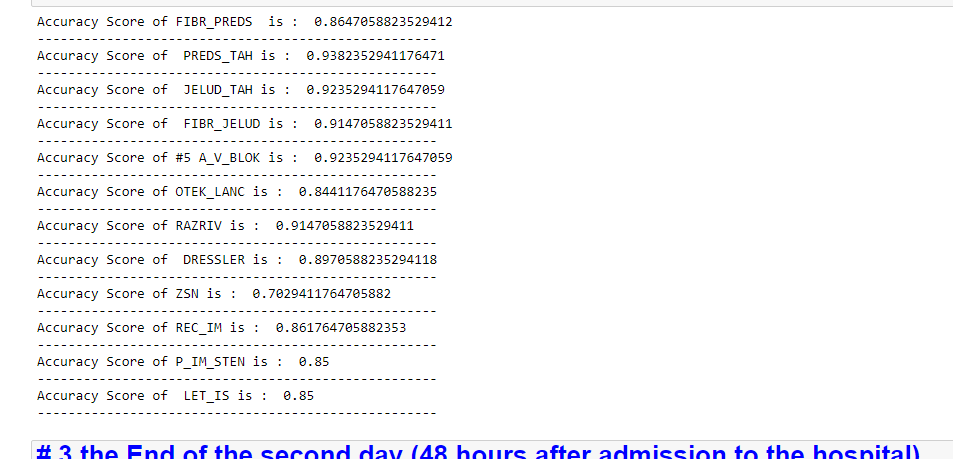 Accuracy Score of FIBR_PREDS  is :  0.8647058823529412
----------------------------------------------------
Accuracy Score of  PREDS_TAH is :  0.9382352941176471
----------------------------------------------------
Accuracy Score of  JELUD_TAH is :  0.9235294117647059
----------------------------------------------------
Accuracy Score of  FIBR_JELUD is :  0.9147058823529411
----------------------------------------------------
Accuracy Score of #5 A_V_BLOK is :  0.9235294117647059
----------------------------------------------------
Accuracy Score of OTEK_LANC is :  0.8441176470588235
----------------------------------------------------
Accuracy Score of RAZRIV is :  0.9147058823529411
----------------------------------------------------
Accuracy Score of  DRESSLER is :  0.8970588235294118
----------------------------------------------------
Accuracy Score of ZSN is :  0.7029411764705882
----------------------------------------------------
Accuracy Score of REC_IM is :  0.861764705882353
----------------------------------------------------
Accuracy Score of P_IM_STEN is :  0.85
----------------------------------------------------
Accuracy Score of  LET_IS is :  0.85
----------------------------------------------------
# 3 the End of the second day (48 hours after admission to the hospital)